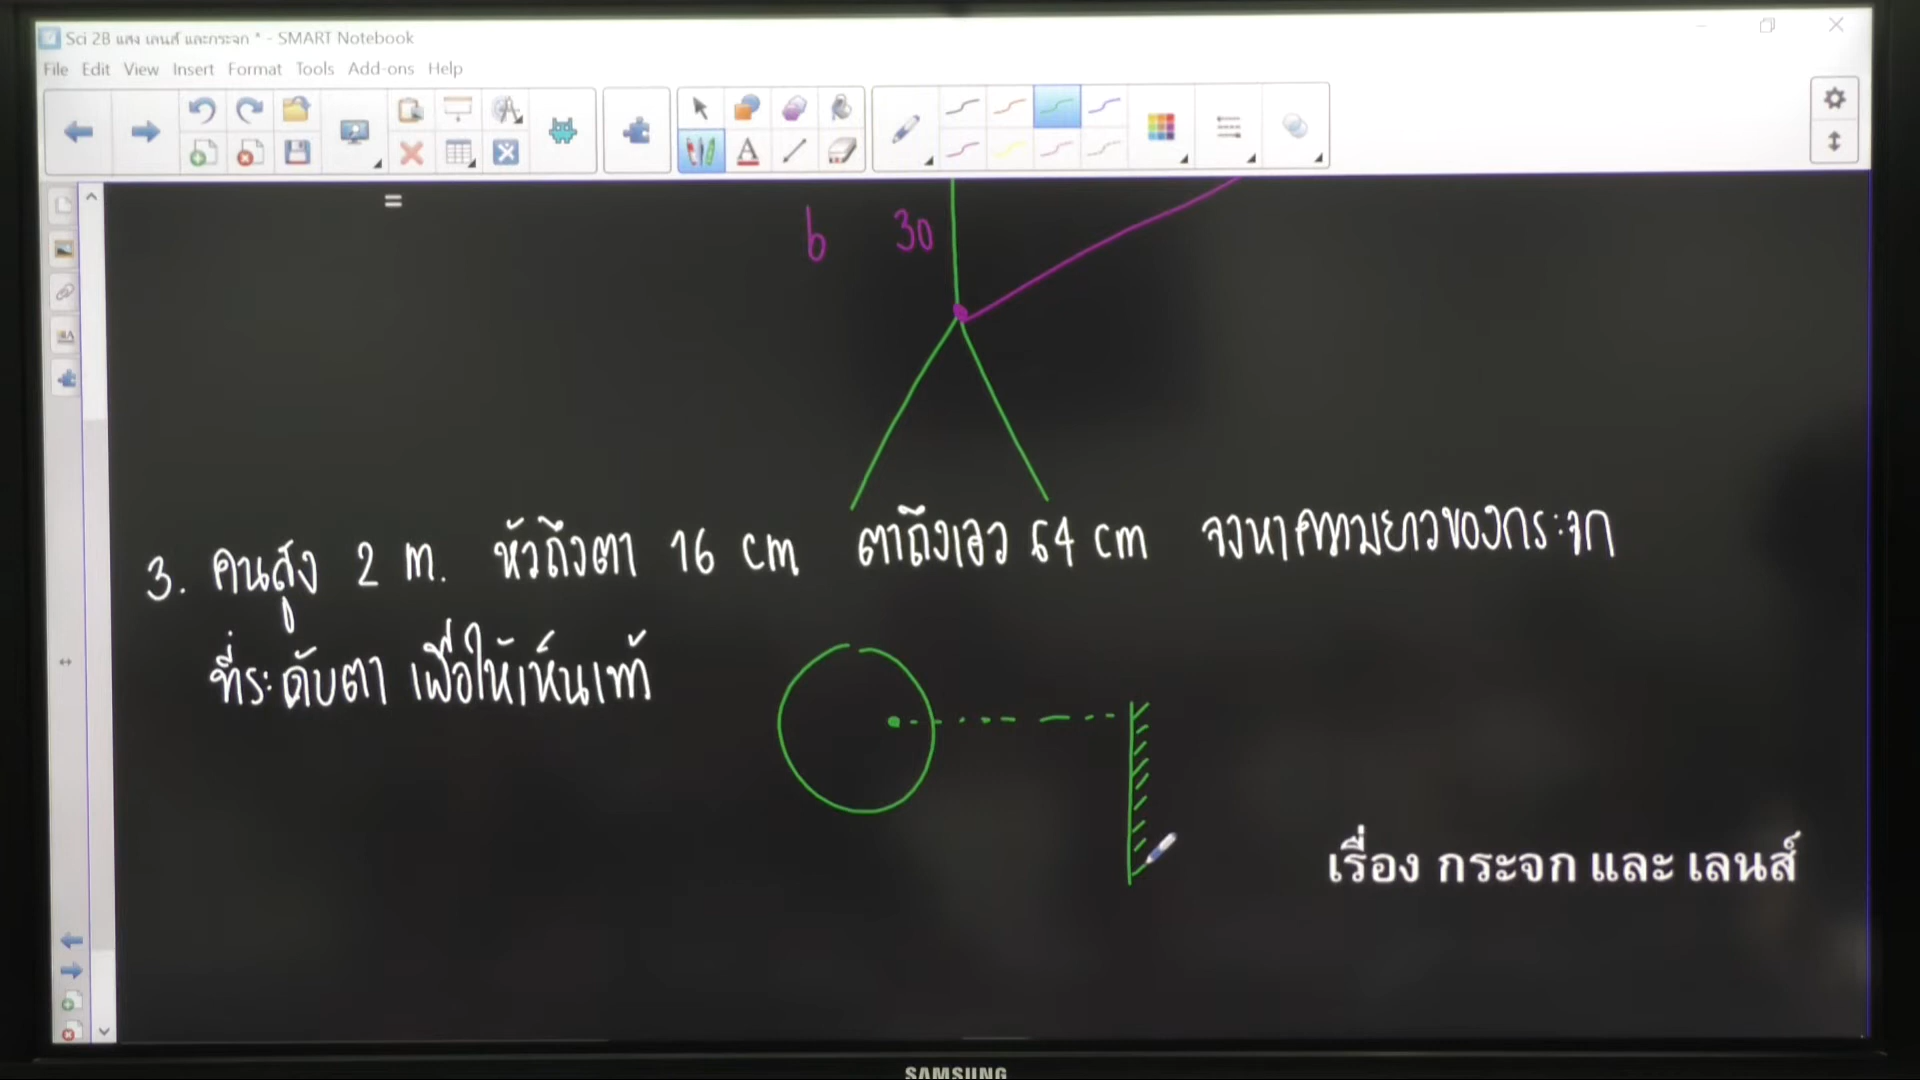 Sci 2B แสง เลนส์ และกระจก * - SMART Notebook
File Edit View Insert Format Tools Add-ons Help
=
b 30
3. คนสูง 2 m. หัวถึงตา 16 cm ตาถึงเอว 64 cm จงหาความยาวของกระจก
ที่ระดับตา เพื่อให้เห็นเท้า
เรื่อง กระจก และ เลนส์
SAMSUNG